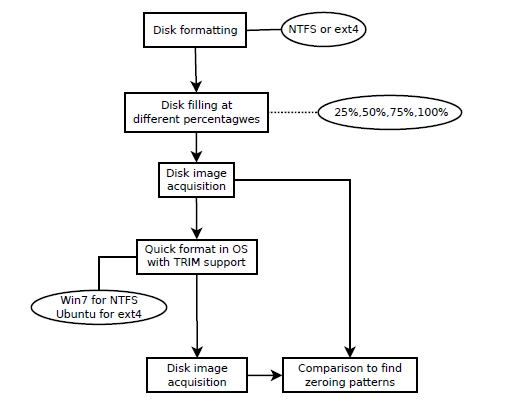 Disk formatting
NTFS or ext4
Disk filling at
different percentagwes
25%,50%,75%,100%
Disk image
acquisition
Quick format in OS
with TRIM support
Win7 for NTFS
Ubuntu for ext4
Disk image
acquisition
Comparison to find
zeroing patterns